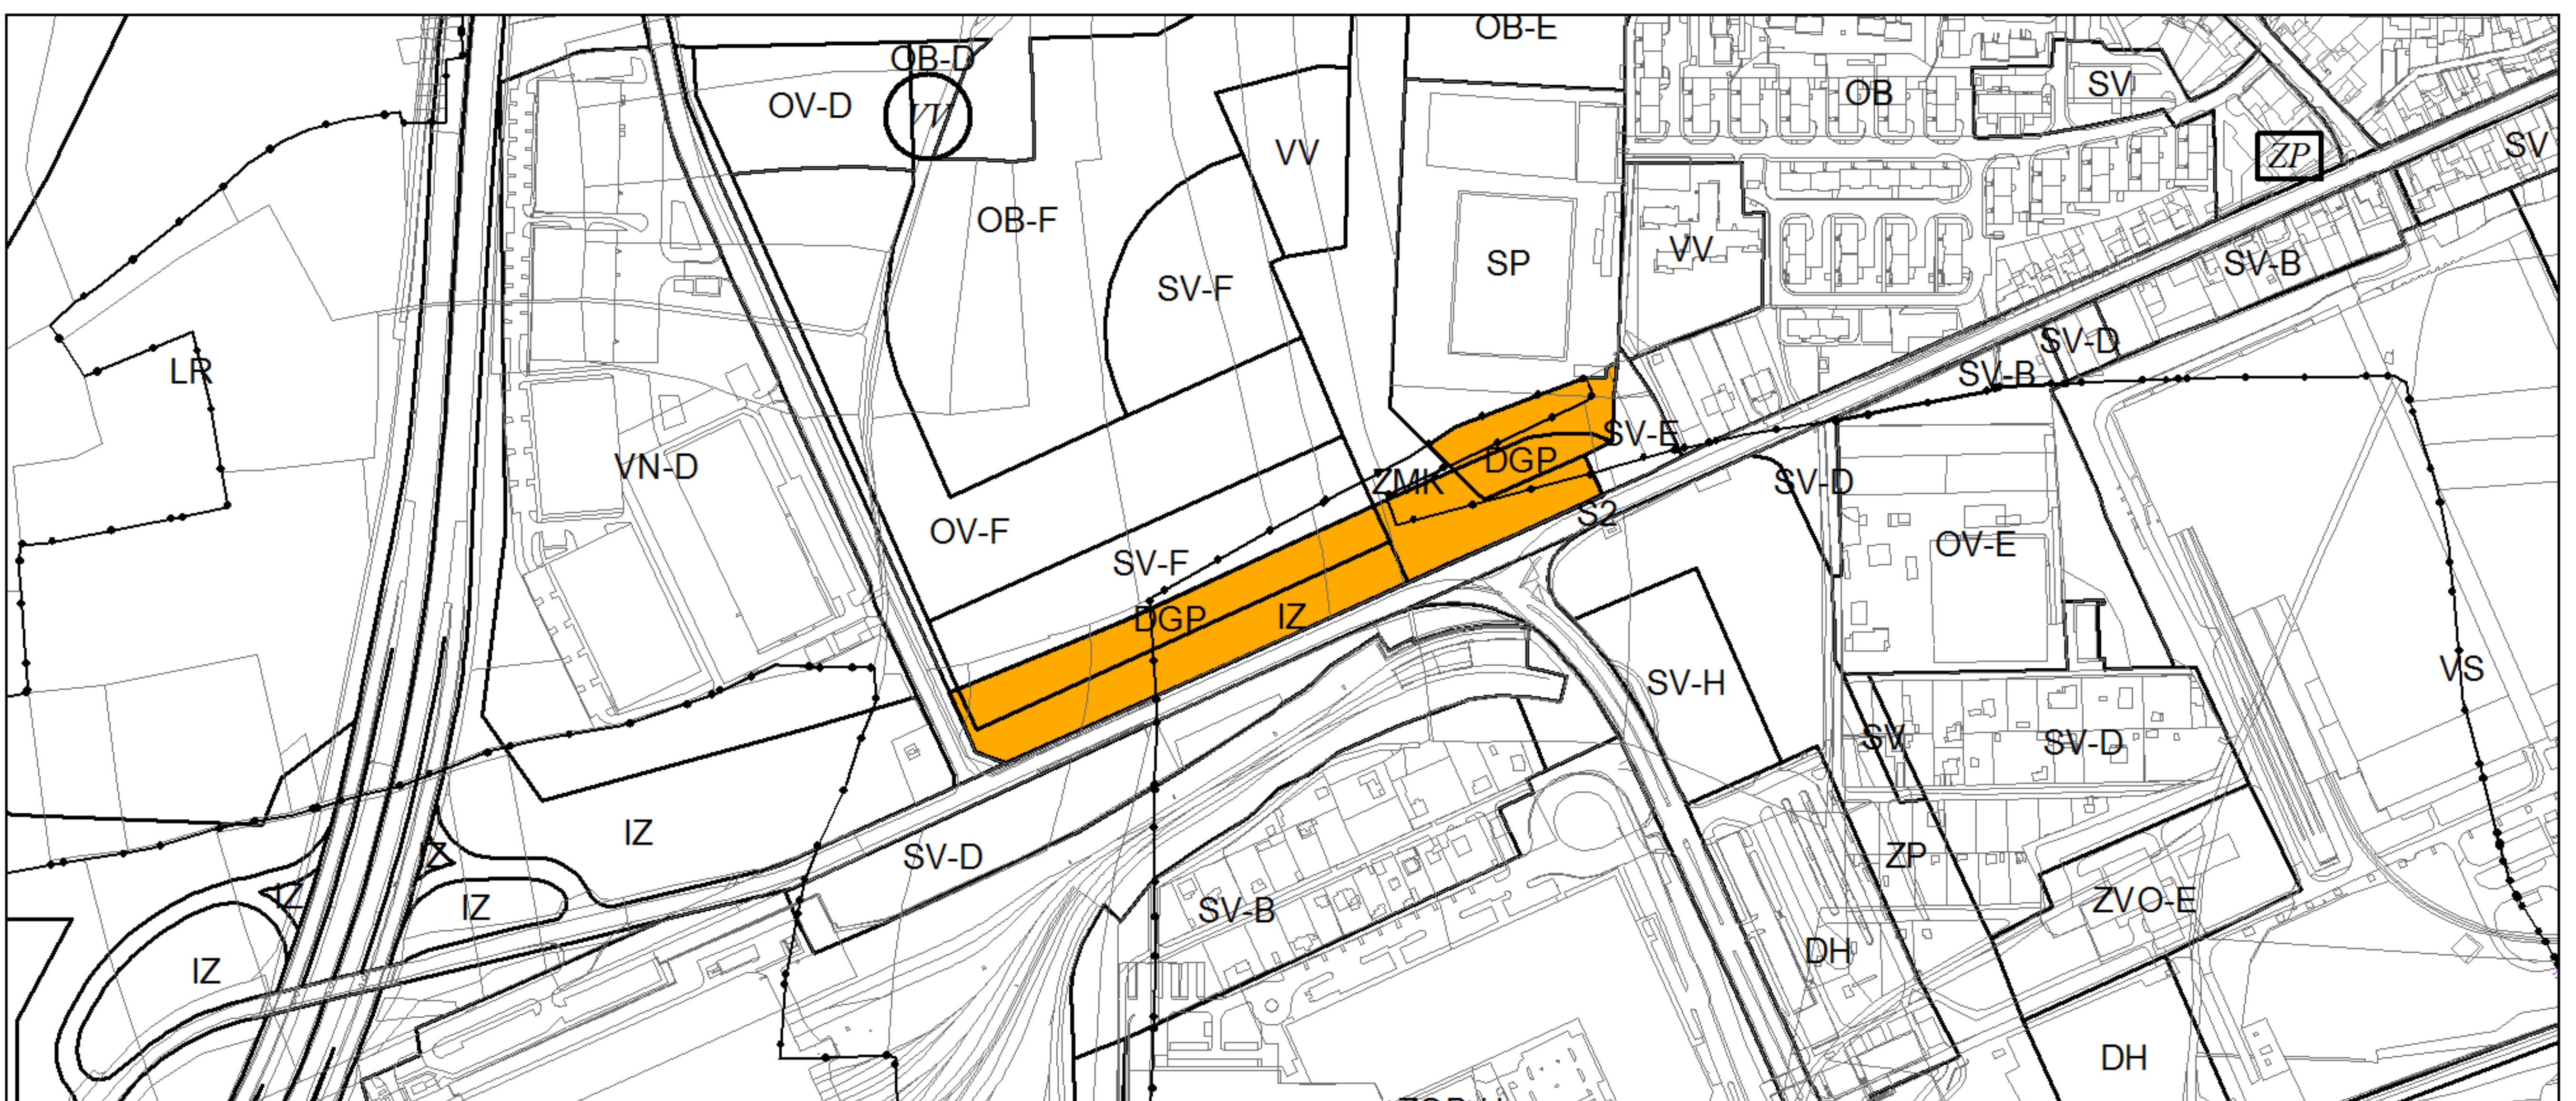 OB-E
OB-D
OV-D
VV
OB
SV
ZP
SV
VV
OB-F
SV-F
SP
VV
SV-B
SV-D
SV-B
LR
VN-D
SV-E
DGP
ZMK
SV-D
S2
OV-F
OV-E
SV-F
DGP
IZ
SV-H
VS
SV
SV-D
IZ
IZ
SV-D
ZP
IZ
IZ
SV-B
ZVO-E
DH
IZ
DH